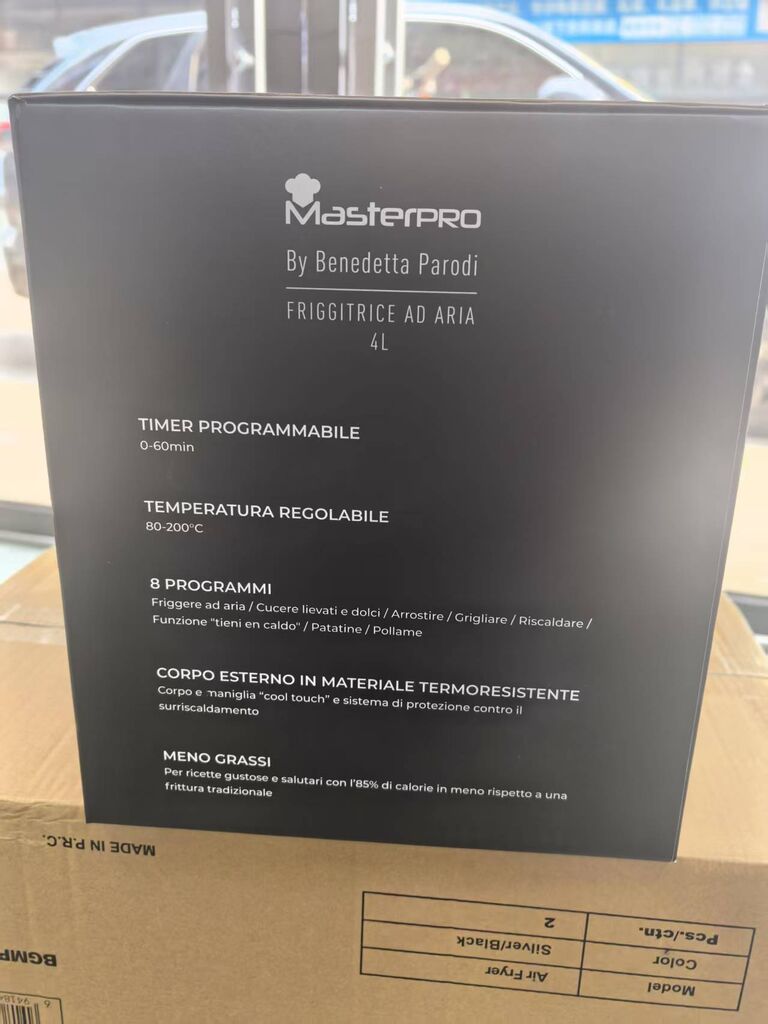 MasterPRO
By Benedetta Parodi
FRIGGITRICE AD ARIA
4L
TIMER PROGRAMMABILE
0-60min
TEMPERATURA REGOLABILE
80-200°C
8 PROGRAMMI
Friggere ad aria / Cucere lievati e dolci / Arrostire / Grigliare / Riscaldare /
Funzione "tieni en caldo" / Patatine / Pollame
CORPO ESTERNO IN MATERIALE TERMORESISTENTE
Corpo e maniglia "cool touch" e sistema di protezione contro il
surriscaldamento
MENO GRASSI
Per ricette gustose e salutari con l'85% di calorie in meno rispetto a una
frittura tradizionale
MADE IN P.R.C.
Model Air Fryer
Color Silver/Black
Pcs/ctn. 2
BGMP
6 94184